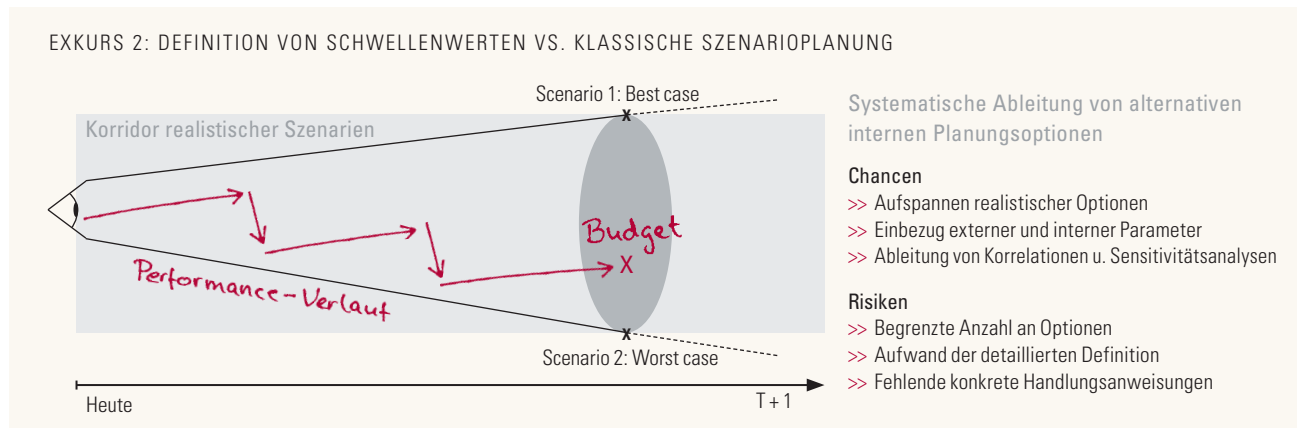 EXKURS 2: DEFINITION VON SCHWELLENWERTEN VS. KLASSISCHE SZENARIOPLANUNG
Scenario 1: Best case
Korridor realistischer Szenarien
x
Budget
X
Performance-Verlauf
x
Scenario 2: Worst case
Heute
T + 1
Systematische Ableitung von alternativen
internen Planungsoptionen
Chancen
>> Aufspannen realistischer Optionen
>> Einbezug externer und interner Parameter
>> Ableitung von Korrelationen u. Sensitivitätsanalysen
Risiken
>> Begrenzte Anzahl an Optionen
>> Aufwand der detaillierten Definition
>> Fehlende konkrete Handlungsanweisungen